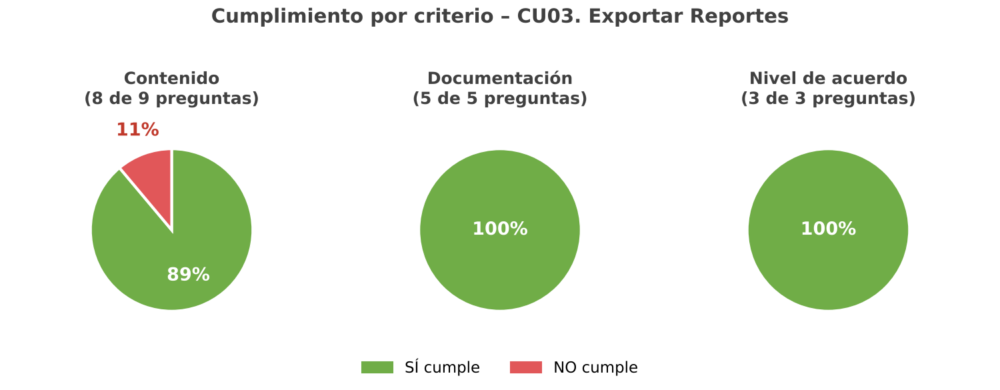 Cumplimiento por criterio – CU03. Exportar Reportes
Contenido
(8 de 9 preguntas)
11%
89%
Documentación
(5 de 5 preguntas)
100%
Nivel de acuerdo
(3 de 3 preguntas)
100%
SÍ cumple
NO cumple